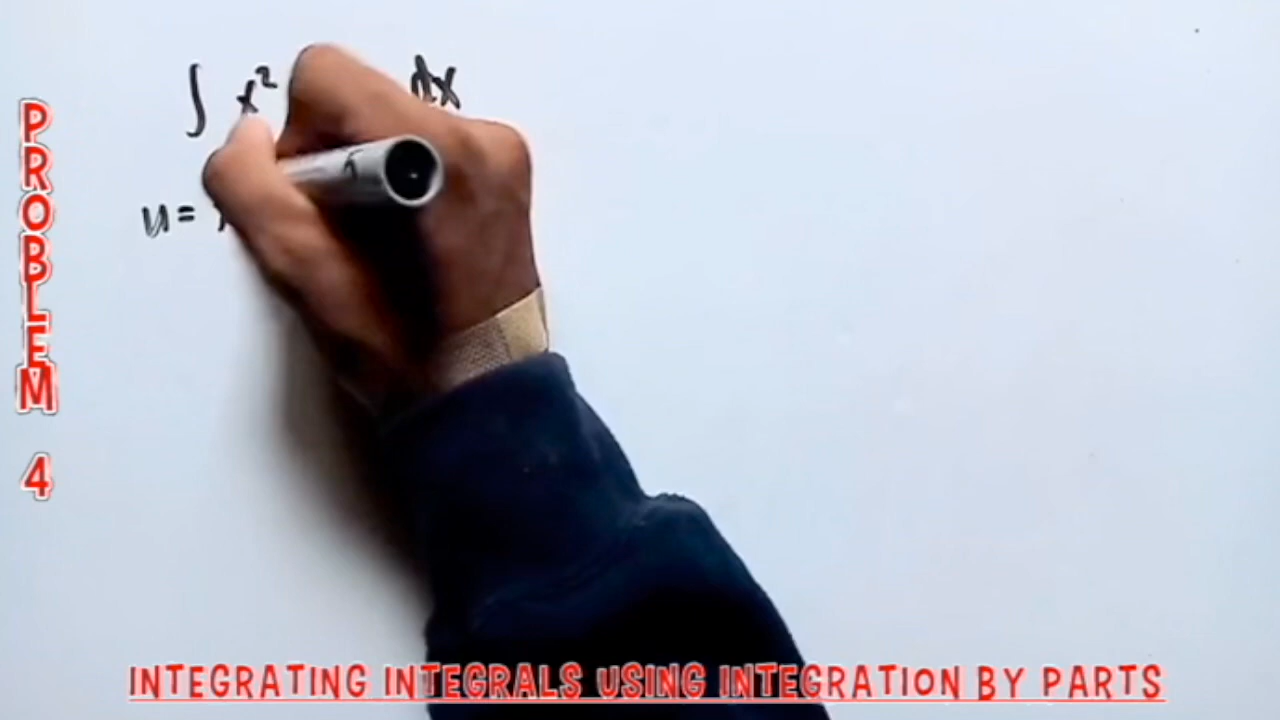 ∫ x² dx
u =
PROBLEM 4
INTEGRATING INTEGRALS USING INTEGRATION BY PARTS